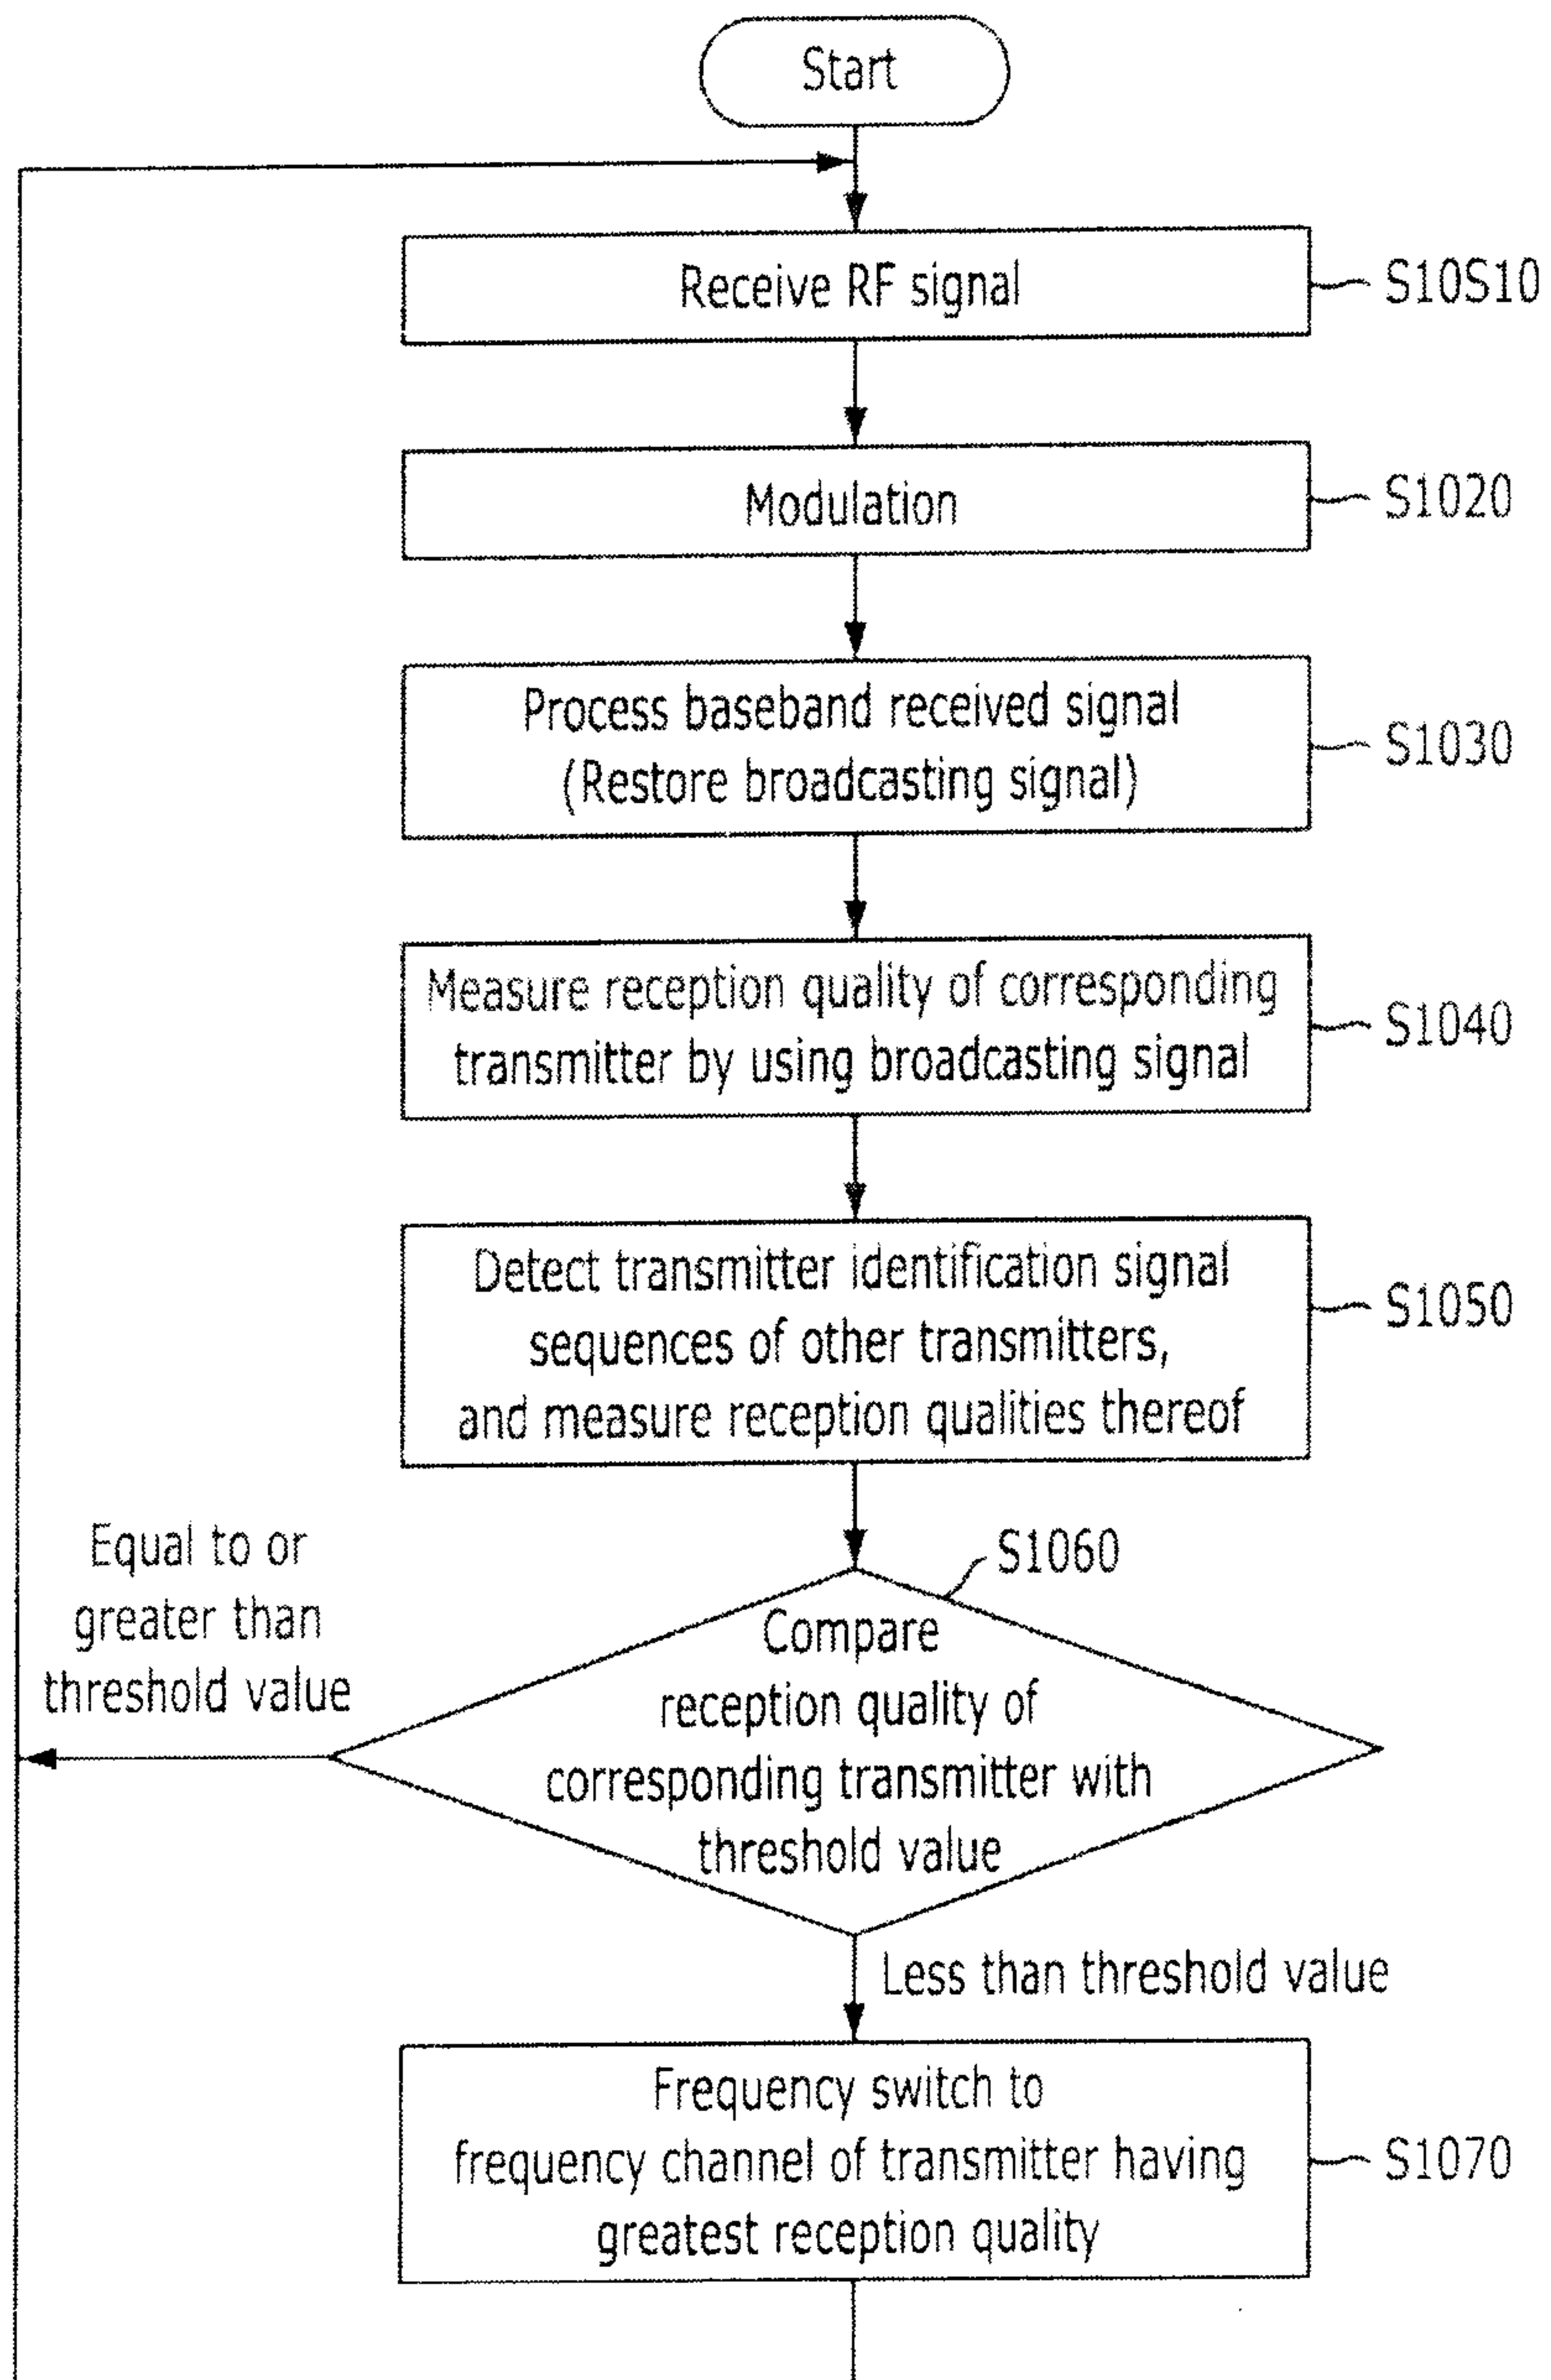 Start
Receive RF signal
S10S10
Modulation
S1020
Process baseband received signal
(Restore broadcasting signal)
S1030
Measure reception quality of corresponding
transmitter by using broadcasting signal
S1040
Detect transmitter identification signal
sequences of other transmitters,
and measure reception qualities thereof
S1050
Equal to or
greater than
threshold value
S1060
Compare
reception quality of
corresponding transmitter with
threshold value
Less than threshold value
Frequency switch to
frequency channel of transmitter having
greatest reception quality
S1070